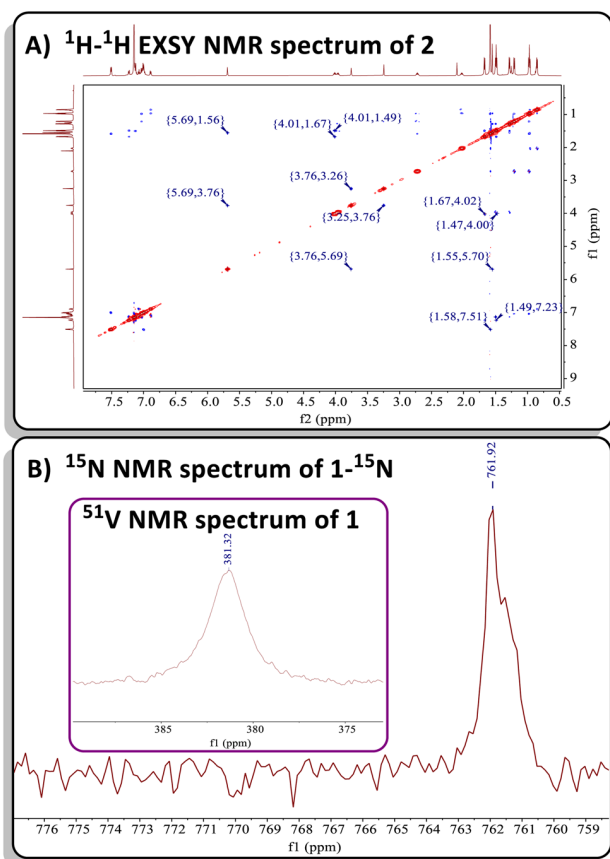 A) ¹H-¹H EXSY NMR spectrum of 2
{5.69,1.56}
{4.01,1.67}
{4.01,1.49}
{5.69,3.76}
{3.76,3.26}
{3.25,3.76}
{1.67,4.02}
{1.47,4.00}
{3.76,5.69}
{1.55,5.70}
{1.49,7.23}
{1.58,7.51}
1
2
3
4
5
6
7
8
9
f1 (ppm)
7.5 7.0 6.5 6.0 5.5 5.0 4.5 4.0 3.5 3.0 2.5 2.0 1.5 1.0 0.5
f2 (ppm)
B) ¹⁵N NMR spectrum of 1-¹⁵N
761.92
⁵¹V NMR spectrum of 1
381.32
385 380 375
f1 (ppm)
776 775 774 773 772 771 770 769 768 767 766 765 764 763 762 761 760 759
f1 (ppm)